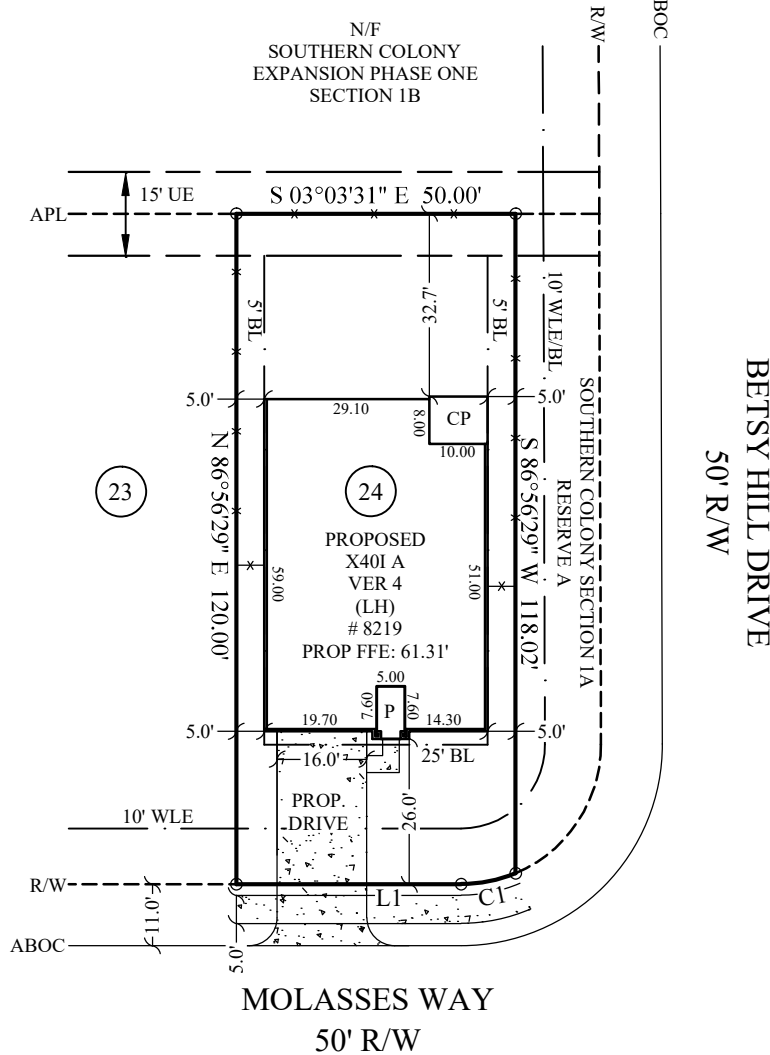 N/F
SOUTHERN COLONY
EXPANSION PHASE ONE
SECTION 1B
R/W
BOC
15' UE
S 03°03'31" E 50.00'
APL
5' BL
32.7'
5' BL
10' WLE/BL
5.0'
29.10
8.00
CP
5.0'
10.00
N 86°56'29" E 120.00'
S 86°56'29" W 118.02'
SOUTHERN COLONY SECTION 1A
RESERVE A
BETSY HILL DRIVE
50' R/W
23
24
PROPOSED
X40I A
VER 4
(LH)
# 8219
PROP FFE: 61.31'
59.00
51.00
5.00
7.60
P
7.60
19.70
14.30
5.0'
5.0'
16.0'
25' BL
PROP.
DRIVE
26.0'
10' WLE
R/W
L1
C1
11.0'
ABOC
5.0'
MOLASSES WAY
50' R/W